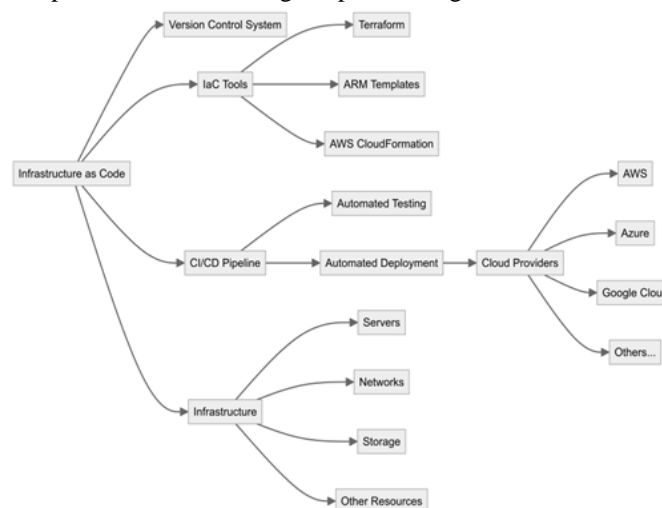 Version Control System
Terraform
IaC Tools
ARM Templates
AWS CloudFormation
Infrastructure as Code
AWS
Automated Testing
Azure
CI/CD Pipeline
Automated Deployment
Cloud Providers
Google Clou
Servers
Others...
Networks
Infrastructure
Storage
Other Resources